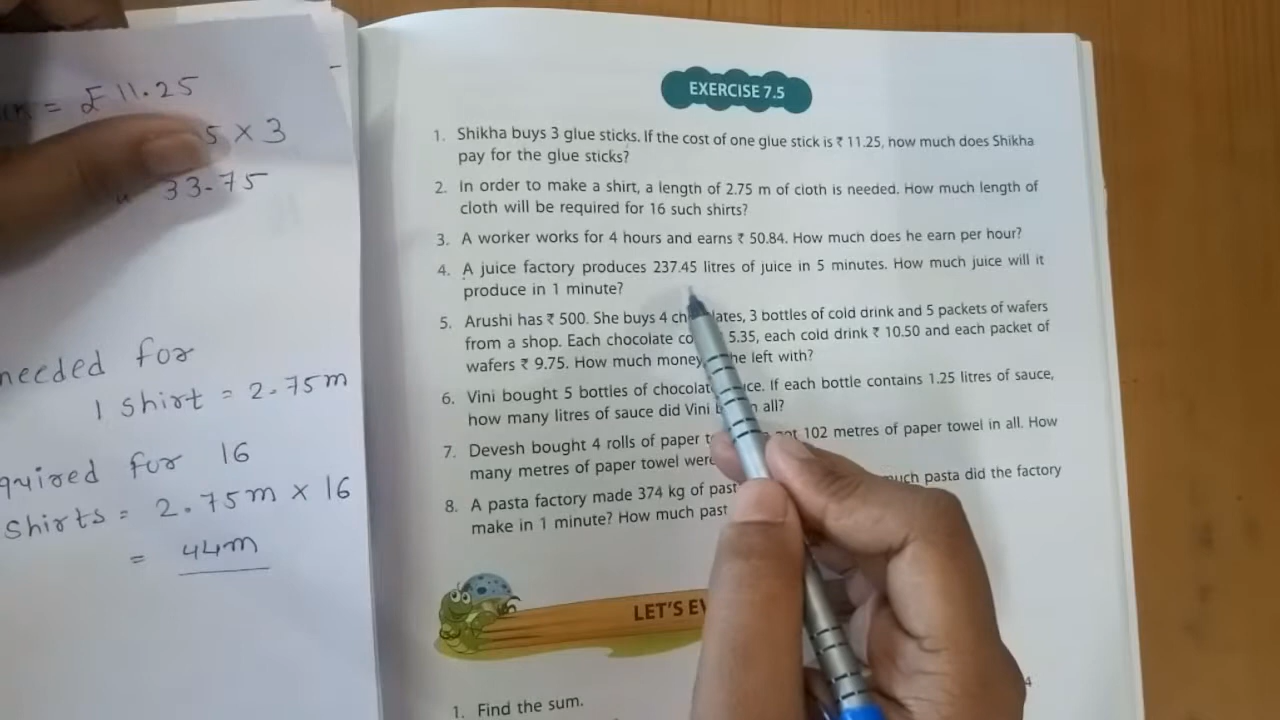 = ₹11.25
5 × 3
33.75
needed for
1 shirt = 2.75m
for 16
Shirts = 2.75m × 16
= 44m
EXERCISE 7.5
1. Shikha buys 3 glue sticks. If the cost of one glue stick is ₹ 11.25, how much does Shikha
pay for the glue sticks?
2. In order to make a shirt, a length of 2.75 m of cloth is needed. How much length of
cloth will be required for 16 such shirts?
3. A worker works for 4 hours and earns ₹ 50.84. How much does he earn per hour?
4. A juice factory produces 237.45 litres of juice in 5 minutes. How much juice will it
produce in 1 minute?
5. Arushi has ₹ 500. She buys 4 chocolates, 3 bottles of cold drink and 5 packets of wafers
from a shop. Each chocolate 5.35, each cold drink ₹ 10.50 and each packet of
wafers ₹ 9.75. How much money he left with?
6. Vini bought 5 bottles of If each bottle contains 1.25 litres of sauce,
how many litres of sauce did Vini all?
7. Devesh bought 4 rolls of paper 102 metres of paper towel in all. How
many metres of paper towel were
8. A pasta factory made 374 kg of much pasta did the factory
make in 1 minute? How much
LET'S
1. Find the sum.